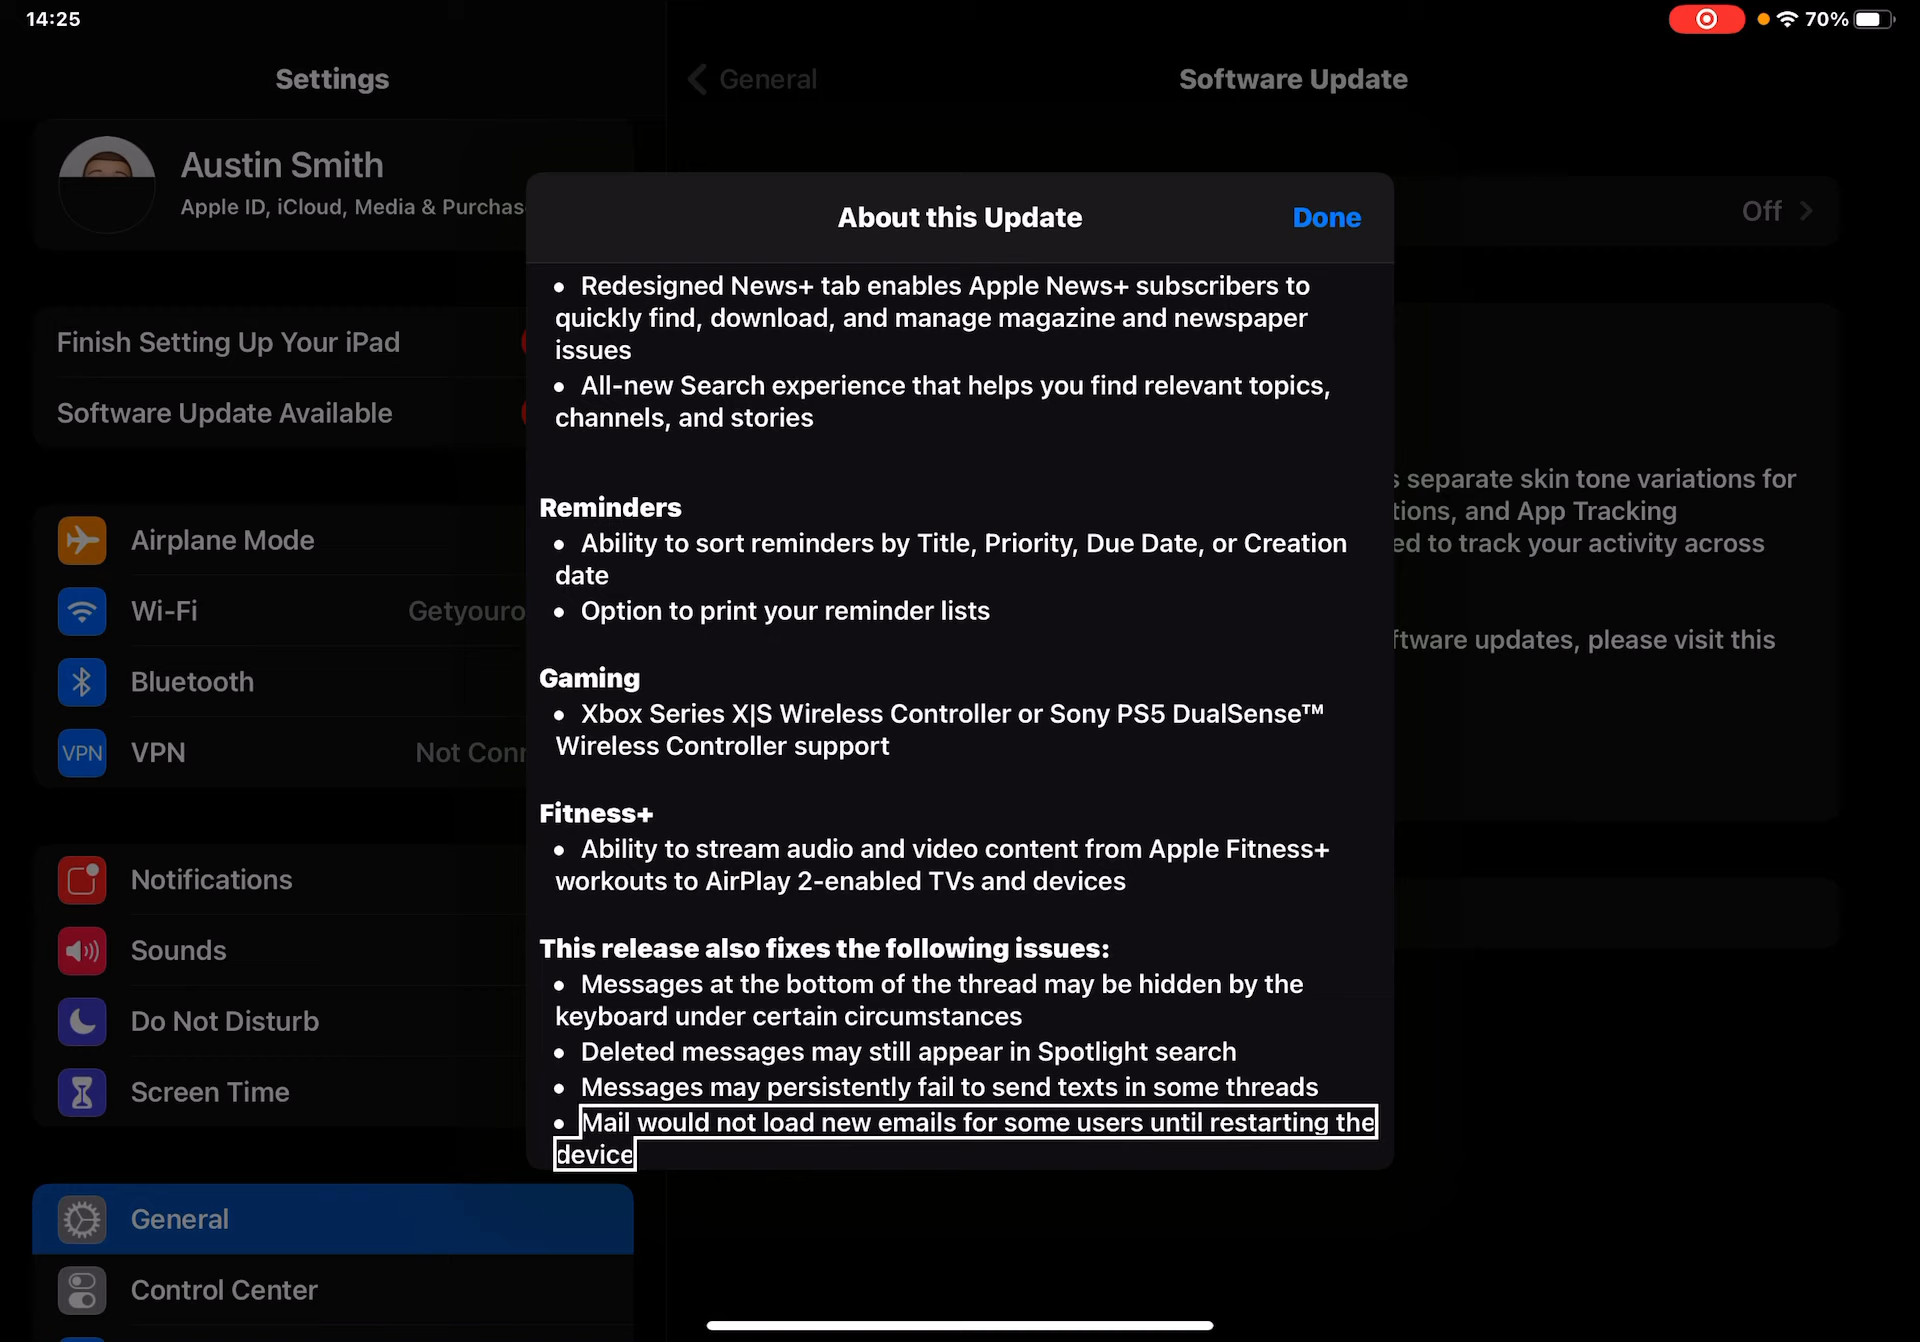 14:25
70%
Settings
General
Software Update
Austin Smith
Apple ID, iCloud, Media & Purchas
Off
About this Update
Done
• Redesigned News+ tab enables Apple News+ subscribers to
quickly find, download, and manage magazine and newspaper
issues
• All-new Search experience that helps you find relevant topics,
channels, and stories
Reminders
• Ability to sort reminders by Title, Priority, Due Date, or Creation
date
• Option to print your reminder lists
Gaming
• Xbox Series X|S Wireless Controller or Sony PS5 DualSense™
Wireless Controller support
Fitness+
• Ability to stream audio and video content from Apple Fitness+
workouts to AirPlay 2-enabled TVs and devices
This release also fixes the following issues:
• Messages at the bottom of the thread may be hidden by the
keyboard under certain circumstances
• Deleted messages may still appear in Spotlight search
• Messages may persistently fail to send texts in some threads
• Mail would not load new emails for some users until restarting the
device
Finish Setting Up Your iPad
Software Update Available
Airplane Mode
Wi-Fi Getyouro
Bluetooth
VPN VPN Not Conn
Notifications
Sounds
Do Not Disturb
Screen Time
General
Control Center
separate skin tone variations for
tions, and App Tracking
ed to track your activity across
ftware updates, please visit this